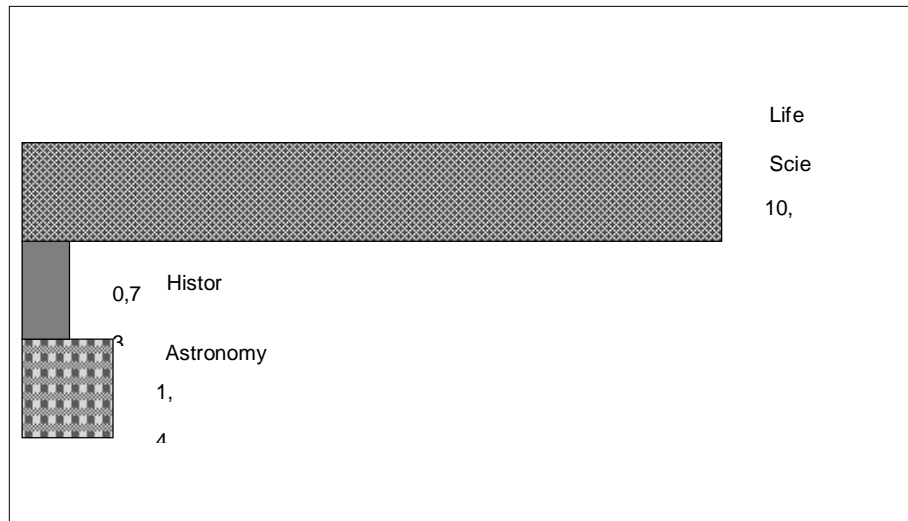 Life
Scie
10,
Histor
0,7
3
Astronomy
1,
4